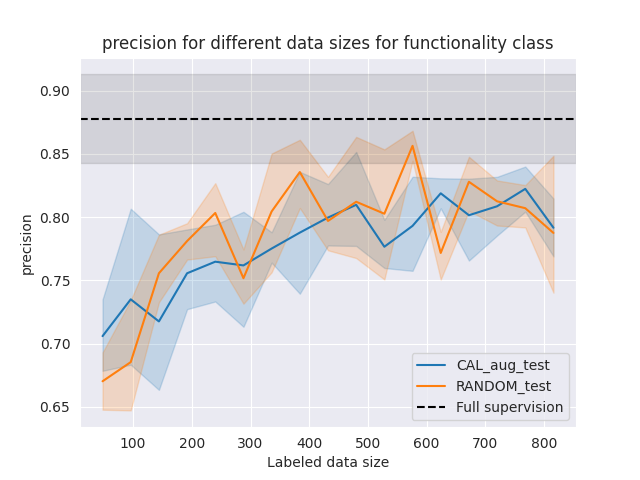 precision for different data sizes for functionality class
0.90
0.85
0.80
0.75
0.70
0.65
precision
100 200 300 400 500 600 700 800
Labeled data size
CAL_aug_test
RANDOM_test
Full supervision